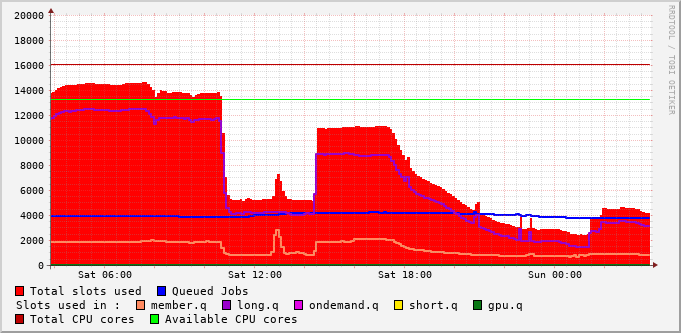 20000
18000
16000
14000
12000
10000
8000
6000
4000
2000
0
Sat 06:00 Sat 12:00 Sat 18:00 Sun 00:00
RRDTOOL / TOBI OETIKER
Total slots used Queued Jobs
Slots used in : member.q long.q ondemand.q short.q gpu.q
Total CPU cores Available CPU cores